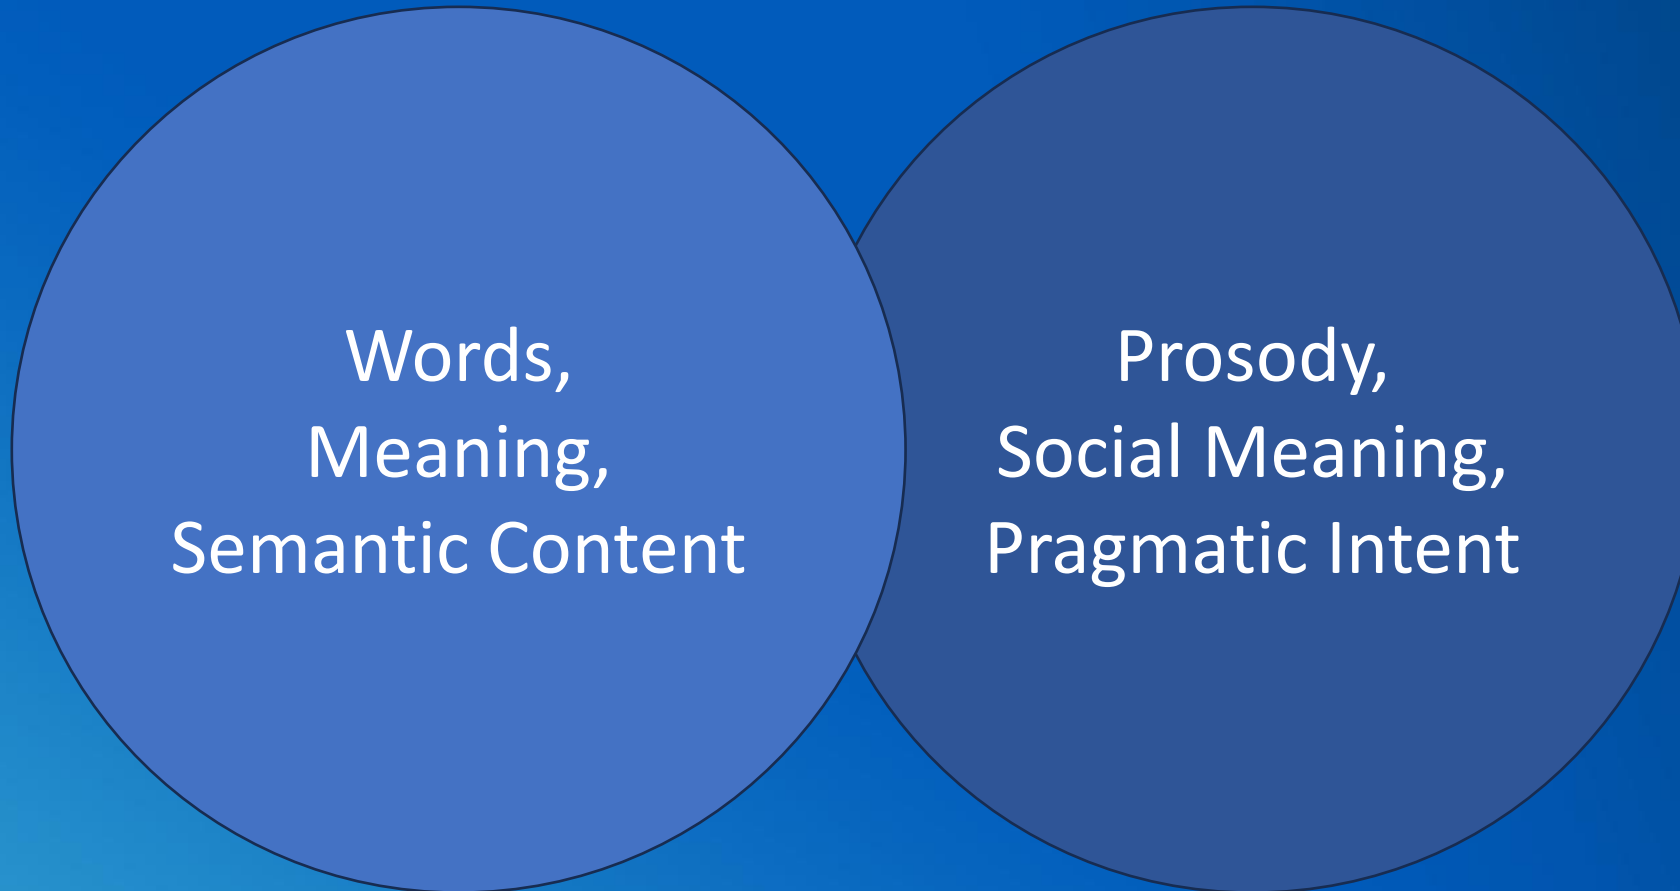 Words,
Meaning,
Semantic Content
Prosody,
Social Meaning,
Pragmatic Intent